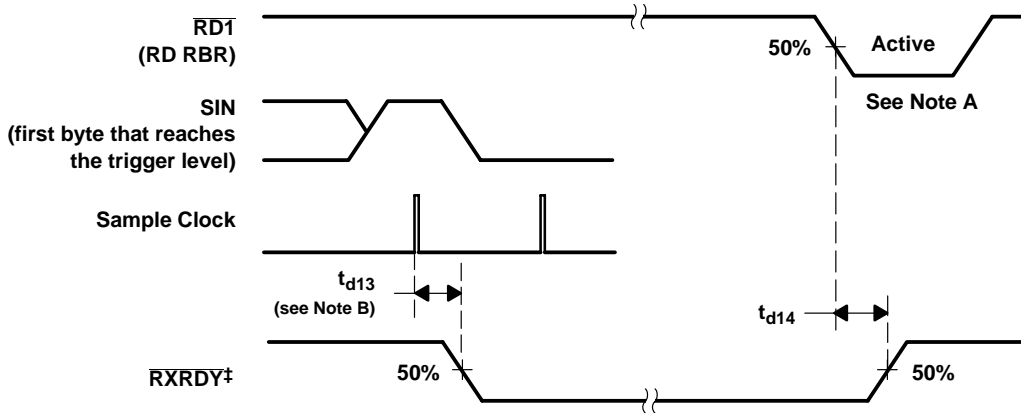 RD1
(RD RBR)
50%
Active
See Note A
SIN
(first byte that reaches
the trigger level)
Sample Clock
td13
(see Note B)
td14
RXRDY‡
50%
50%